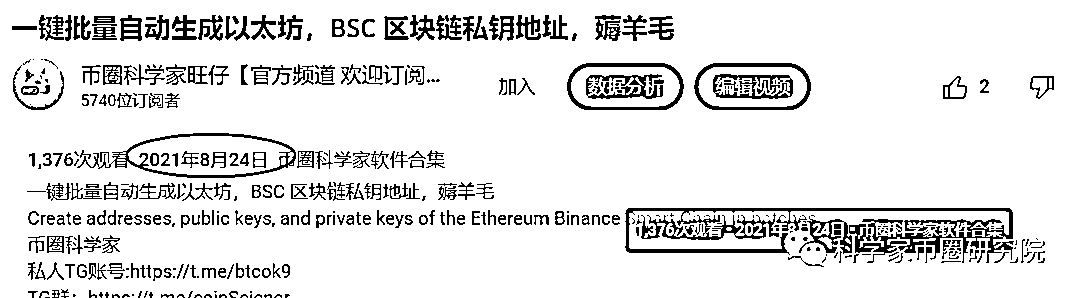 一键批量自动生成以太坊，BSC 区块链私钥地址，薅羊毛
币圈科学家旺仔【官方频道 欢迎订阅...
5740位订阅者
加入
数据分析
编辑视频
2
1,376次观看 2021年8月24日 币圈科学家软件合集
一键批量自动生成以太坊，BSC 区块链私钥地址，薅羊毛
Create addresses, public keys, and private keys of the Ethereum Binance Smart Chain in batches
1,376次观看 - 2021年8月24日 - 币圈科学家软件合集
币圈科学家
科学家币圈研究院
私人TG账号:https://t.me/btcok9
TG群：https://t.me/coinSciener